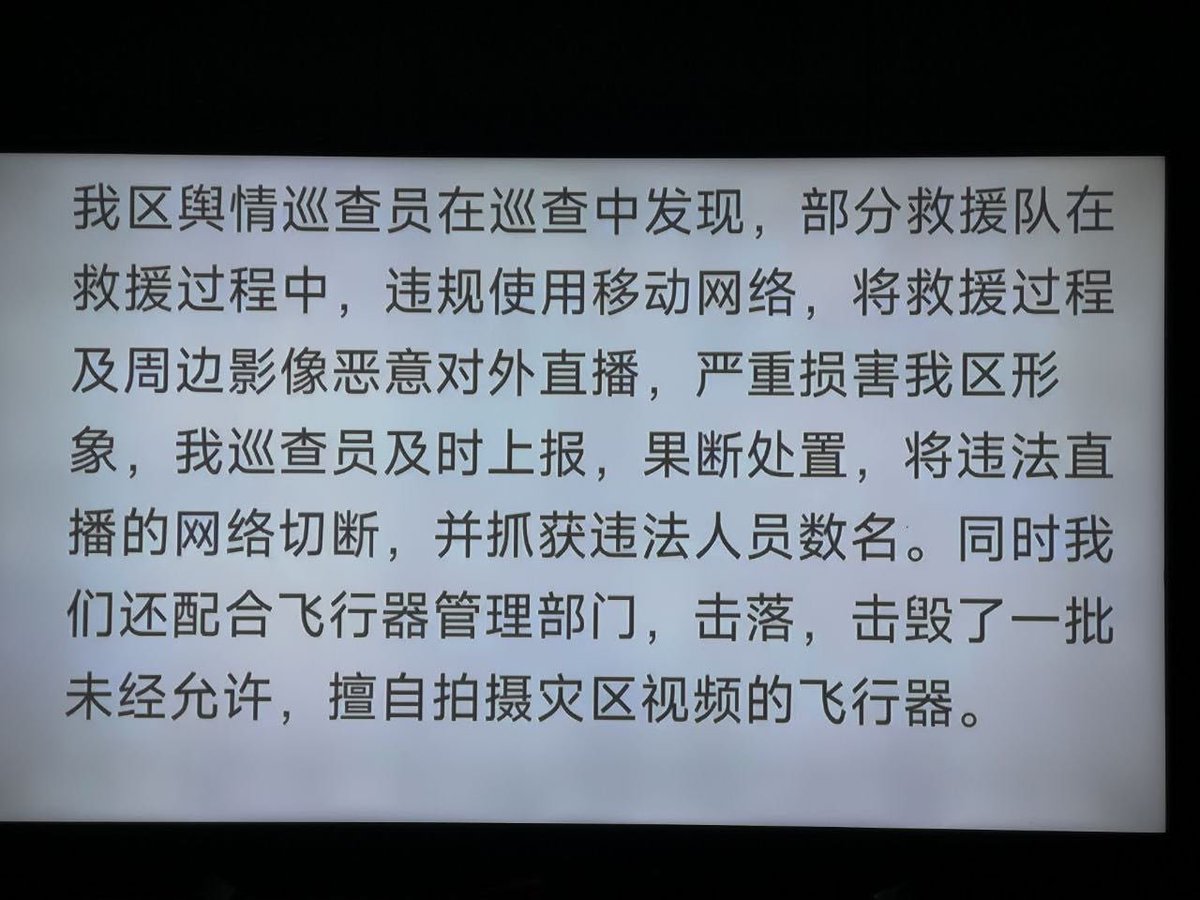 我区舆情巡查员在巡查中发现，部分救援队在
救援过程中，违规使用移动网络，将救援过程
及周边影像恶意对外直播，严重损害我区形
象，我巡查员及时上报，果断处置，将违法直
播的网络切断，并抓获违法人员数名。同时我
们还配合飞行器管理部门，击落，击毁了一批
未经允许，擅自拍摄灾区视频的飞行器。